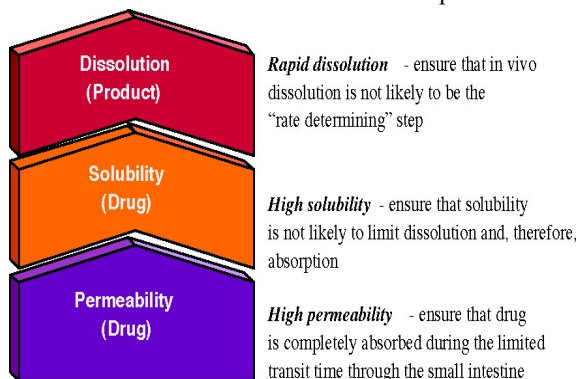 Dissolution
(Product)
Rapid dissolution - ensure that in vivo
dissolution is not likely to be the
“rate determining” step
Solubility
(Drug)
High solubility - ensure that solubility
is not likely to limit dissolution and, therefore,
absorption
Permeability
(Drug)
High permeability - ensure that drug
is completely absorbed during the limited
transit time through the small intestine